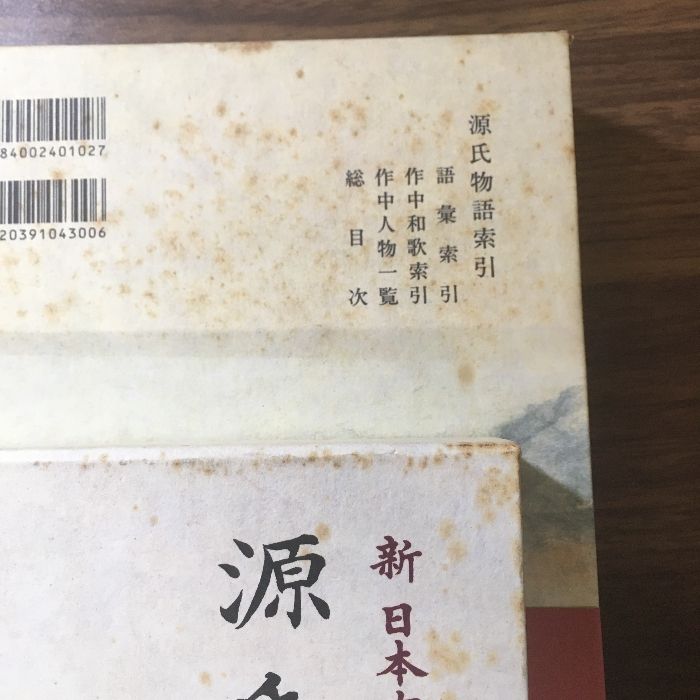 源氏物語索引
語彙索引
作中和歌索引
作中人物一覧
総目次
84002401027
20391043006
新日本
源